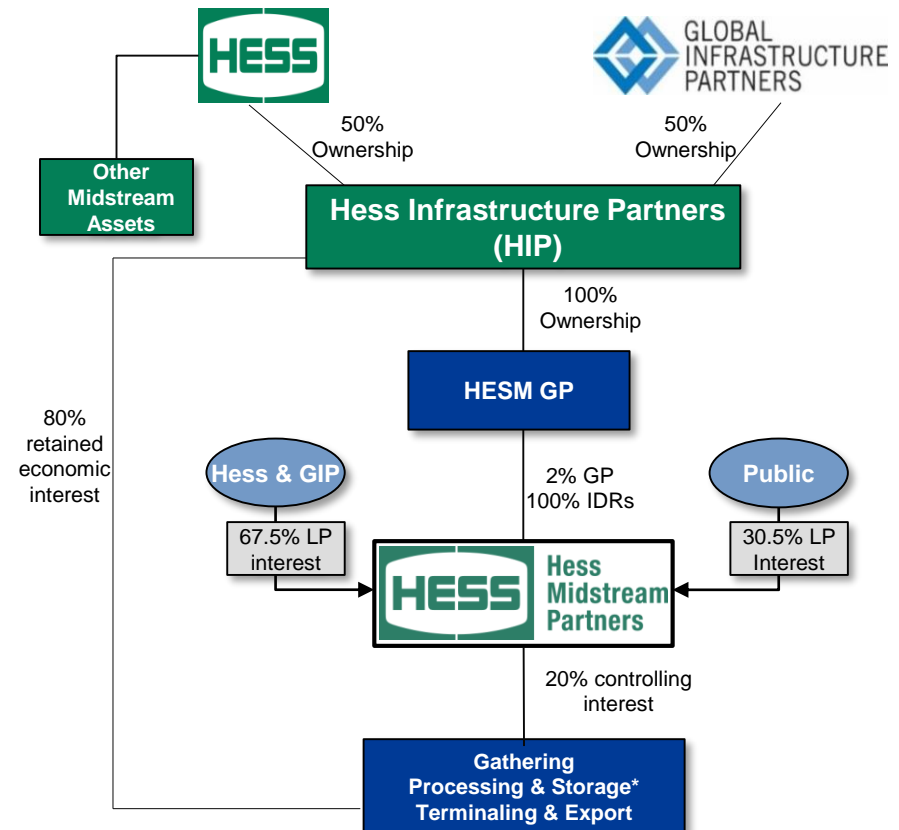 HESS
GLOBAL
INFRASTRUCTURE
PARTNERS
50%
Ownership
50%
Ownership
Other
Midstream
Assets
Hess Infrastructure Partners
(HIP)
100%
Ownership
HESM GP
80%
retained
economic
interest
Hess & GIP
2% GP
100% IDRs
Public
67.5% LP
interest
30.5% LP
Interest
HESS
Hess
Midstream
Partners
20% controlling
interest
Gathering
Processing & Storage*
Terminaling & Export